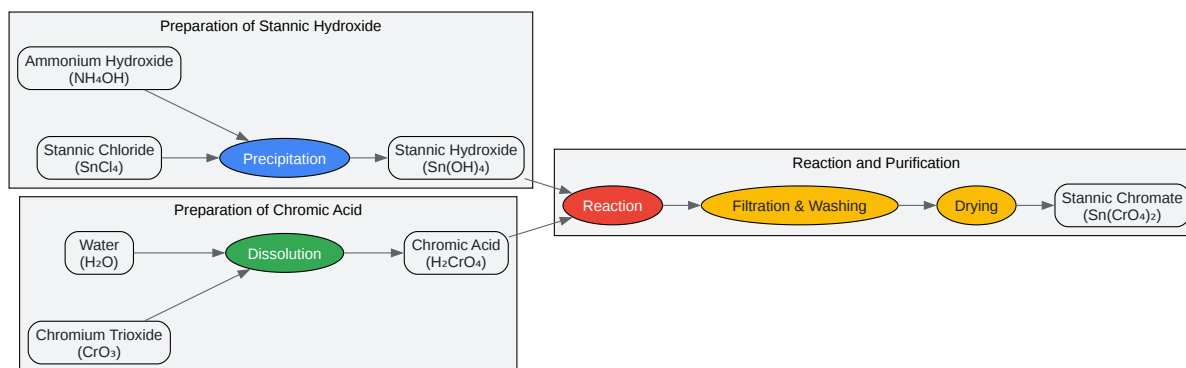 Preparation of Stannic Hydroxide
Ammonium Hydroxide
(NH₄OH)
Stannic Chloride
(SnCl₄)
Precipitation
Stannic Hydroxide
(Sn(OH)₄)
Preparation of Chromic Acid
Water
(H₂O)
Dissolution
Chromic Acid
(H₂CrO₄)
Chromium Trioxide
(CrO₃)
Reaction and Purification
Reaction
Filtration & Washing
Drying
Stannic Chromate
(Sn(CrO₄)₂)